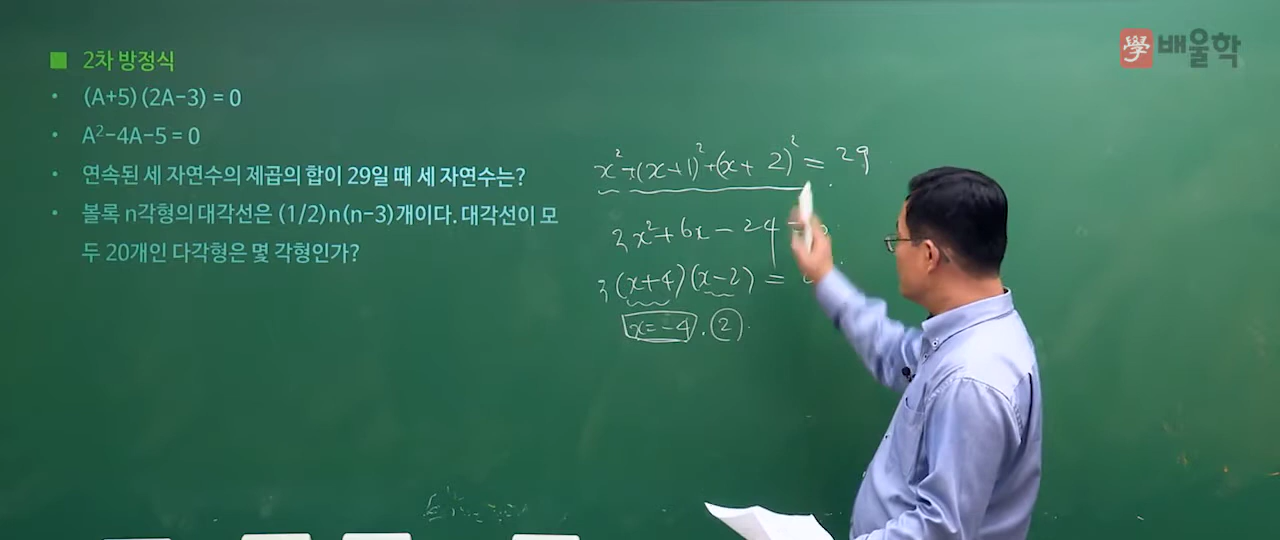 學 배울학
■ 2차 방정식
• (A+5)(2A-3) = 0
• A²-4A-5 = 0
• 연속된 세 자연수의 제곱의 합이 29일 때 세 자연수는?
• 볼록 n각형의 대각선은 (1/2)n(n-3)개이다. 대각선이 모
두 20개인 다각형은 몇 각형인가?
x²+(x+1)²+(x+2)² = 29
3x²+6x-24=
3(x+4)(x-2) =
x=-4, 2